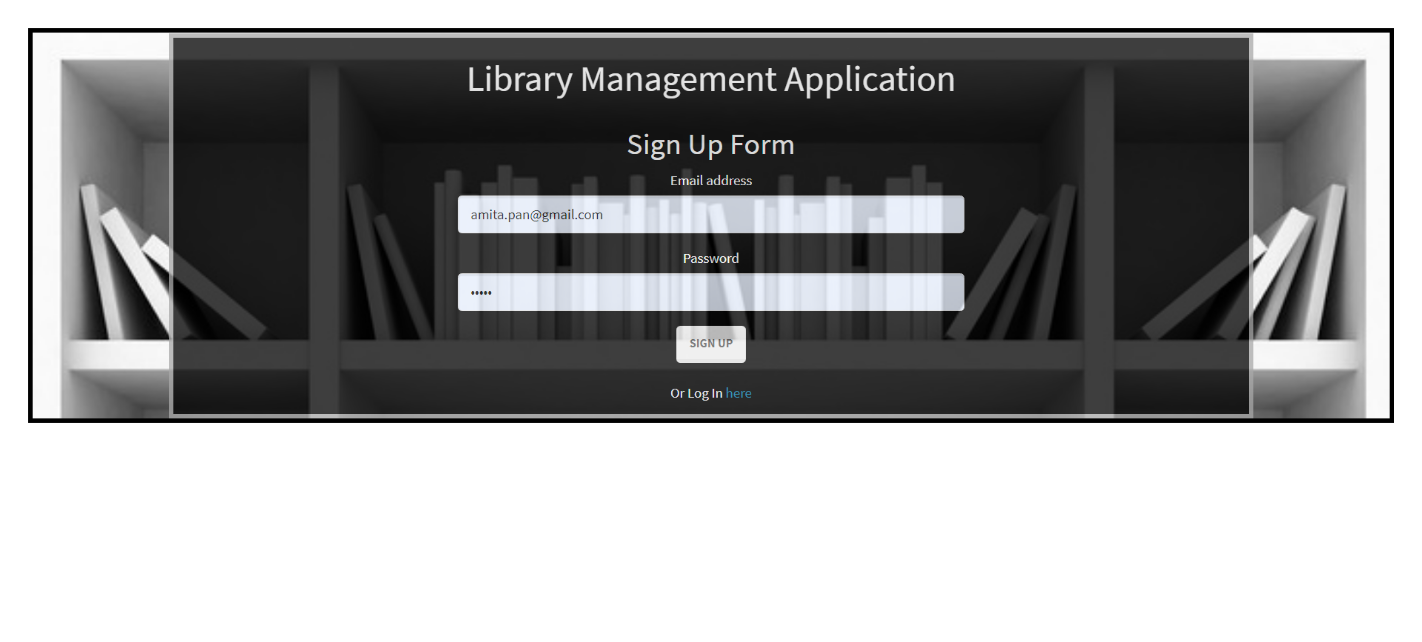 Library Management Application
Sign Up Form
Email address
amita.pan@gmail.com
Password
•••••
SIGN UP
Or Log In here